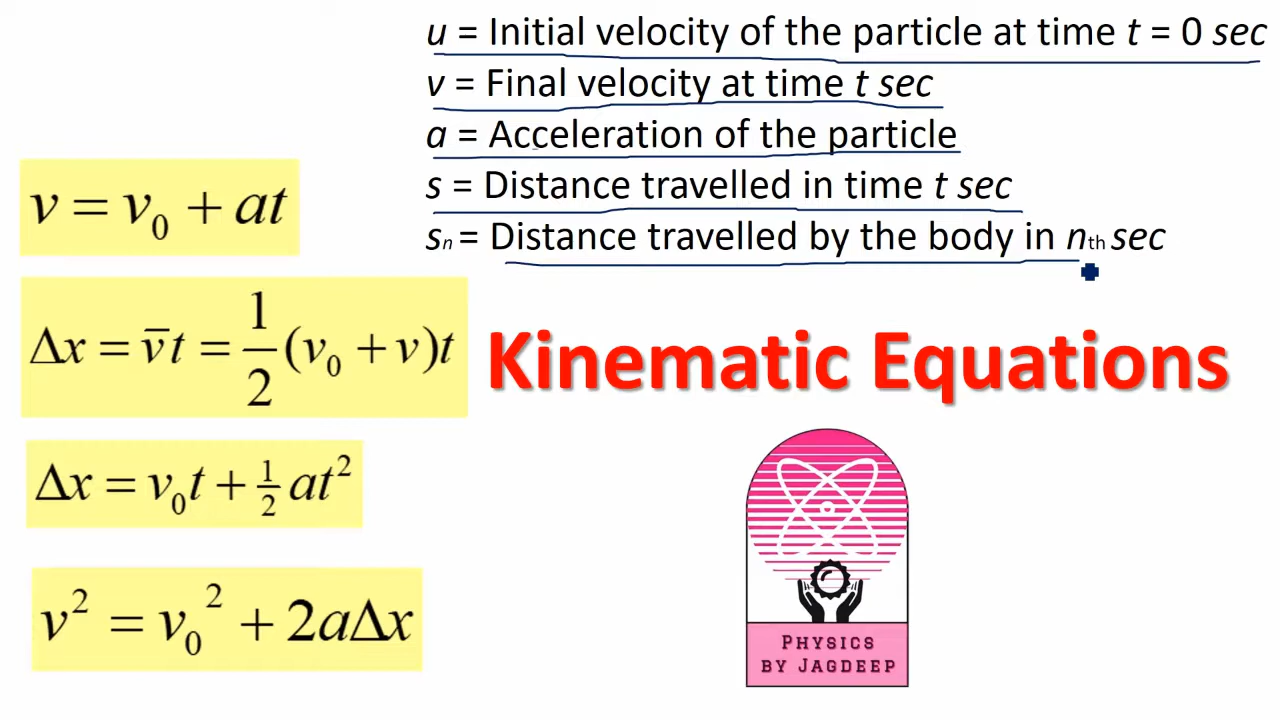 u = Initial velocity of the particle at time t = 0 sec
v = Final velocity at time t sec
a = Acceleration of the particle
s = Distance travelled in time t sec
sₙ = Distance travelled by the body in nth sec
v = v₀ + at
Δx = v̄t = 1/2 (v₀ + v)t
Kinematic Equations
Δx = v₀t + ½ at²
v² = v₀² + 2aΔx
PHYSICS
BY JAGDEEP